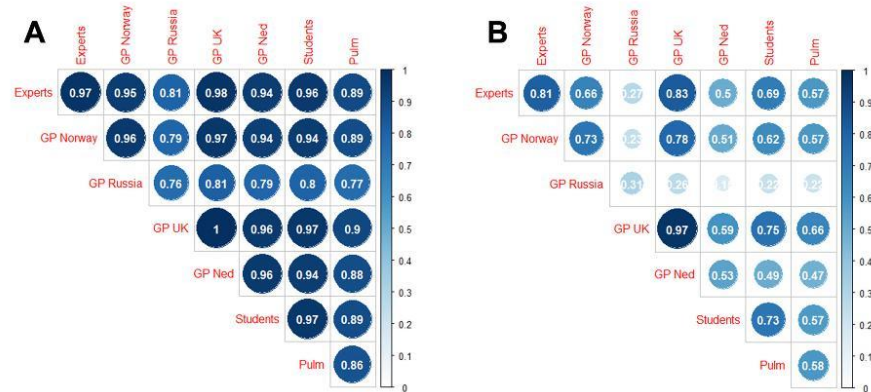 A
Experts
GP Norway
GP Russia
GP UK
GP Ned
Students
Pulm
Experts 0.97 0.95 0.81 0.98 0.94 0.96 0.89
GP Norway 0.96 0.79 0.97 0.94 0.94 0.89
GP Russia 0.76 0.81 0.79 0.8 0.77
GP UK 1 0.96 0.97 0.9
GP Ned 0.96 0.94 0.88
Students 0.97 0.89
Pulm 0.86
1
0.9
0.8
0.7
0.6
0.5
0.4
0.3
0.2
0.1
0
B
Experts
GP Norway
GP Russia
GP UK
GP Ned
Students
Pulm
Experts 0.81 0.66 0.27 0.83 0.5 0.69 0.57
GP Norway 0.73 0.23 0.78 0.51 0.62 0.57
GP Russia 0.31 0.26 0.22
GP UK 0.97 0.59 0.75 0.66
GP Ned 0.53 0.49 0.47
Students 0.73 0.57
Pulm 0.58
1
0.9
0.8
0.7
0.6
0.5
0.4
0.3
0.2
0.1
0